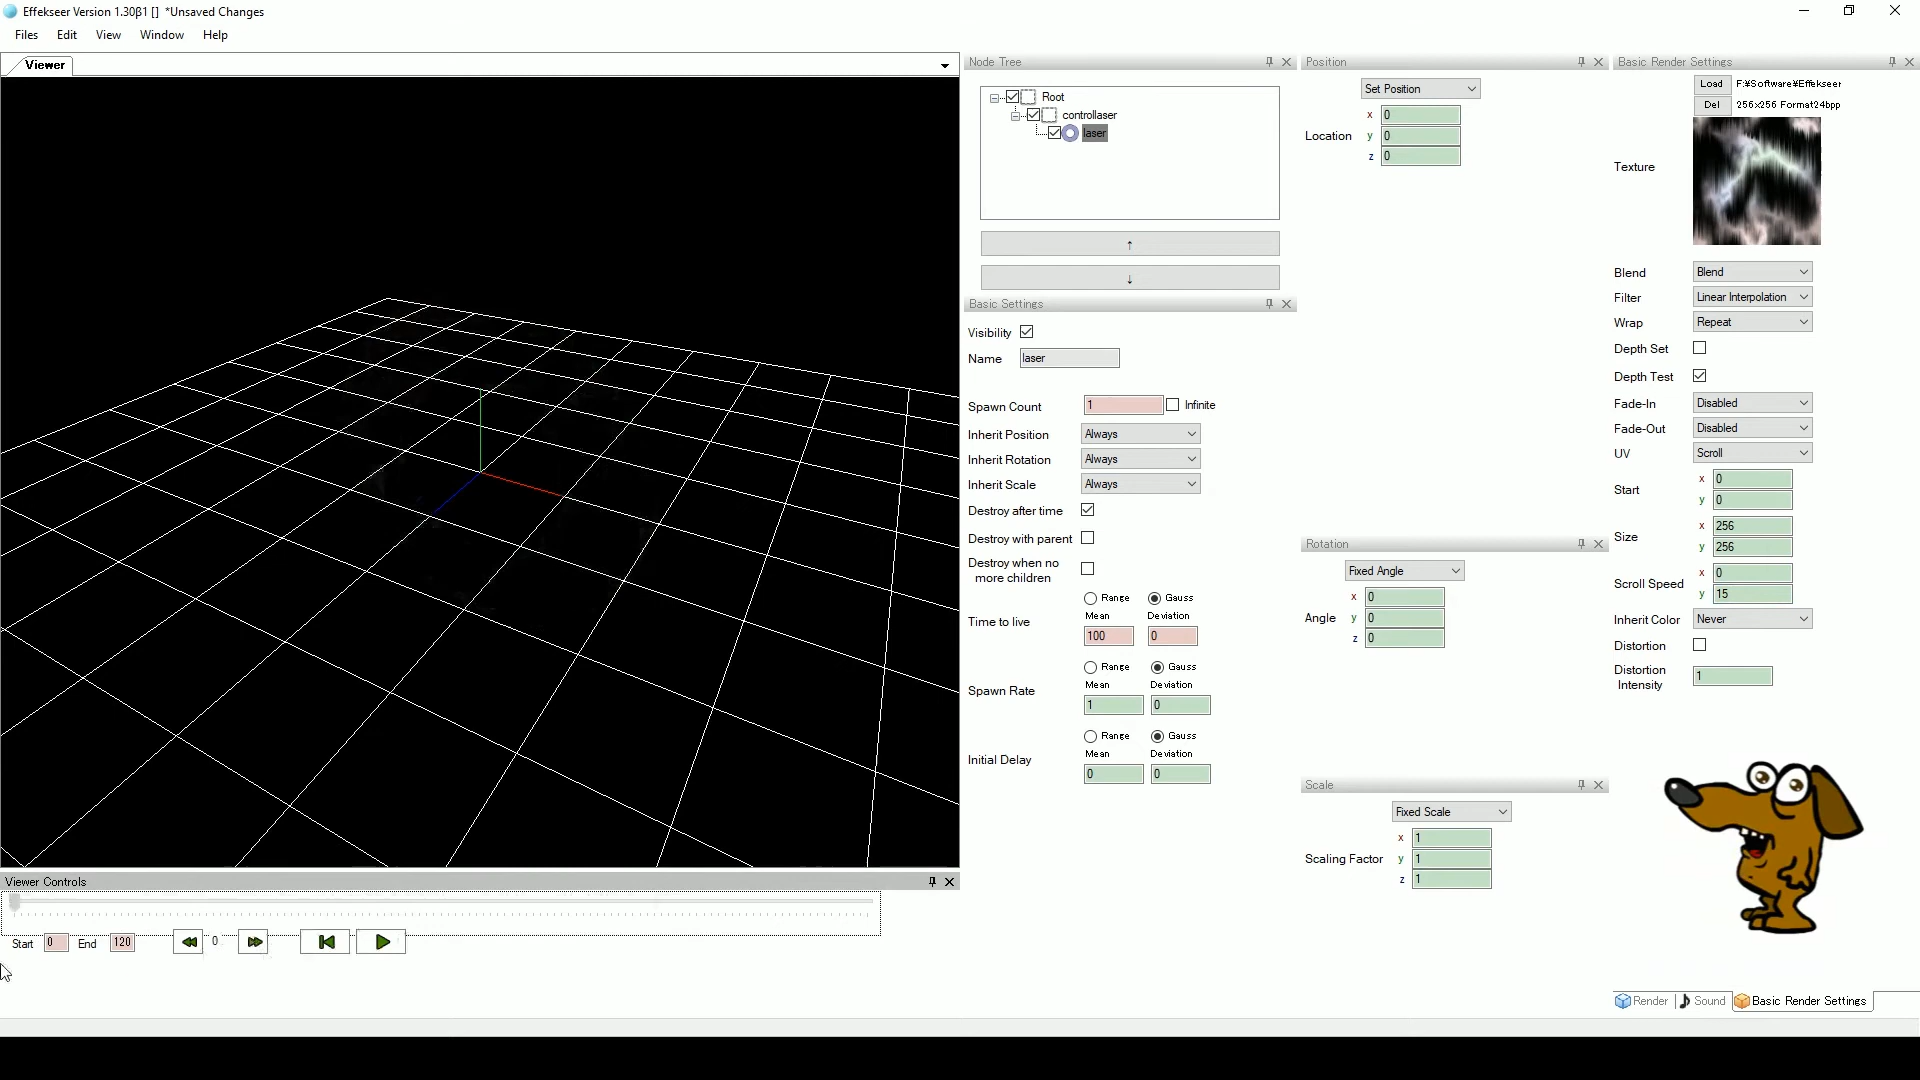 Effekseer Version 1.30β1 [] *Unsaved Changes
Files Edit View Window Help
Viewer
Node Tree
Root
controllaser
laser
↑
↓
Basic Settings
Visibility
Name laser
Spawn Count 1 Infinite
Inherit Position Always
Inherit Rotation Always
Inherit Scale Always
Destroy after time
Destroy with parent
Destroy when no
more children
Range Gauss
Mean Deviation
Time to live
100 0
Range Gauss
Mean Deviation
Spawn Rate
1 0
Range Gauss
Mean Deviation
Initial Delay
0 0
Position
Set Position
x 0
Location y 0
z 0
Rotation
Fixed Angle
x 0
Angle y 0
z 0
Scale
Fixed Scale
x 1
Scaling Factor y 1
z 1
Basic Render Settings
Load F:¥Software¥Effekseer
Del 256x256 Format24bpp
Texture
Blend Blend
Filter Linear Interpolation
Wrap Repeat
Depth Set
Depth Test
Fade-In Disabled
Fade-Out Disabled
UV Scroll
x 0
Start
y 0
x 256
Size
y 256
x 0
Scroll Speed
y 15
Inherit Color Never
Distortion
Distortion
Intensity
1
Render Sound Basic Render Settings
Viewer Controls
Start 0 End 120 0